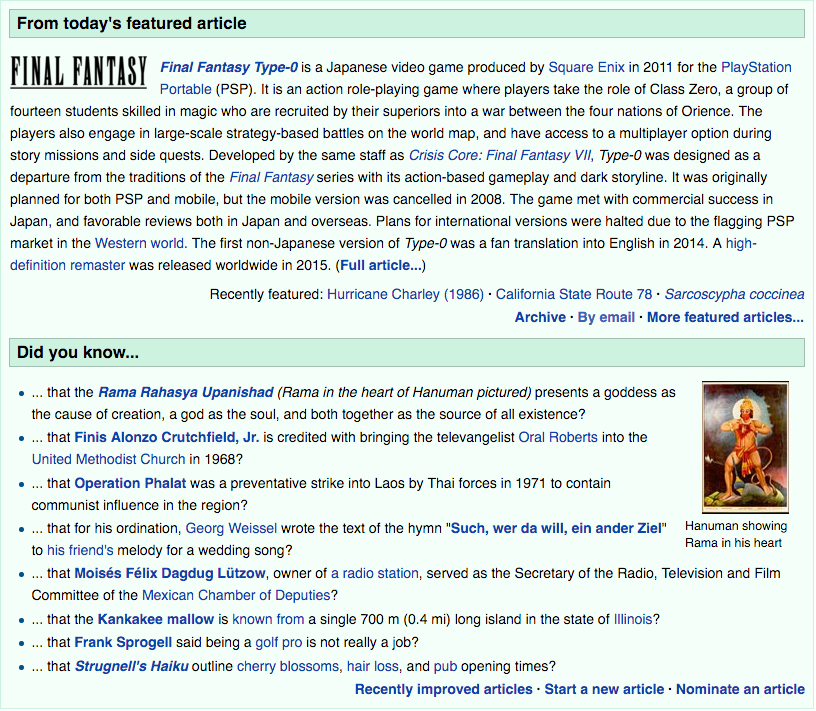 From today's featured article
FINAL FANTASY
Final Fantasy Type-0 is a Japanese video game produced by Square Enix in 2011 for the PlayStation
Portable (PSP). It is an action role-playing game where players take the role of Class Zero, a group of
fourteen students skilled in magic who are recruited by their superiors into a war between the four nations of Orience. The
players also engage in large-scale strategy-based battles on the world map, and have access to a multiplayer option during
story missions and side quests. Developed by the same staff as Crisis Core: Final Fantasy VII, Type-0 was designed as a
departure from the traditions of the Final Fantasy series with its action-based gameplay and dark storyline. It was originally
planned for both PSP and mobile, but the mobile version was cancelled in 2008. The game met with commercial success in
Japan, and favorable reviews both in Japan and overseas. Plans for international versions were halted due to the flagging PSP
market in the Western world. The first non-Japanese version of Type-0 was a fan translation into English in 2014. A high-
definition remaster was released worldwide in 2015. (Full article...)
Recently featured: Hurricane Charley (1986) · California State Route 78 · Sarcoscypha coccinea
Archive · By email · More featured articles...
Did you know...
... that the Rama Rahasya Upanishad (Rama in the heart of Hanuman pictured) presents a goddess as
the cause of creation, a god as the soul, and both together as the source of all existence?
... that Finis Alonzo Crutchfield, Jr. is credited with bringing the televangelist Oral Roberts into the
United Methodist Church in 1968?
... that Operation Phalat was a preventative strike into Laos by Thai forces in 1971 to contain
communist influence in the region?
... that for his ordination, Georg Weissel wrote the text of the hymn "Such, wer da will, ein ander Ziel"
to his friend's melody for a wedding song?
Hanuman showing
Rama in his heart
... that Moisés Félix Dagdug Lützow, owner of a radio station, served as the Secretary of the Radio, Television and Film
Committee of the Mexican Chamber of Deputies?
... that the Kankakee mallow is known from a single 700 m (0.4 mi) long island in the state of Illinois?
... that Frank Sprogell said being a golf pro is not really a job?
... that Strugnell's Haiku outline cherry blossoms, hair loss, and pub opening times?
Recently improved articles · Start a new article · Nominate an article